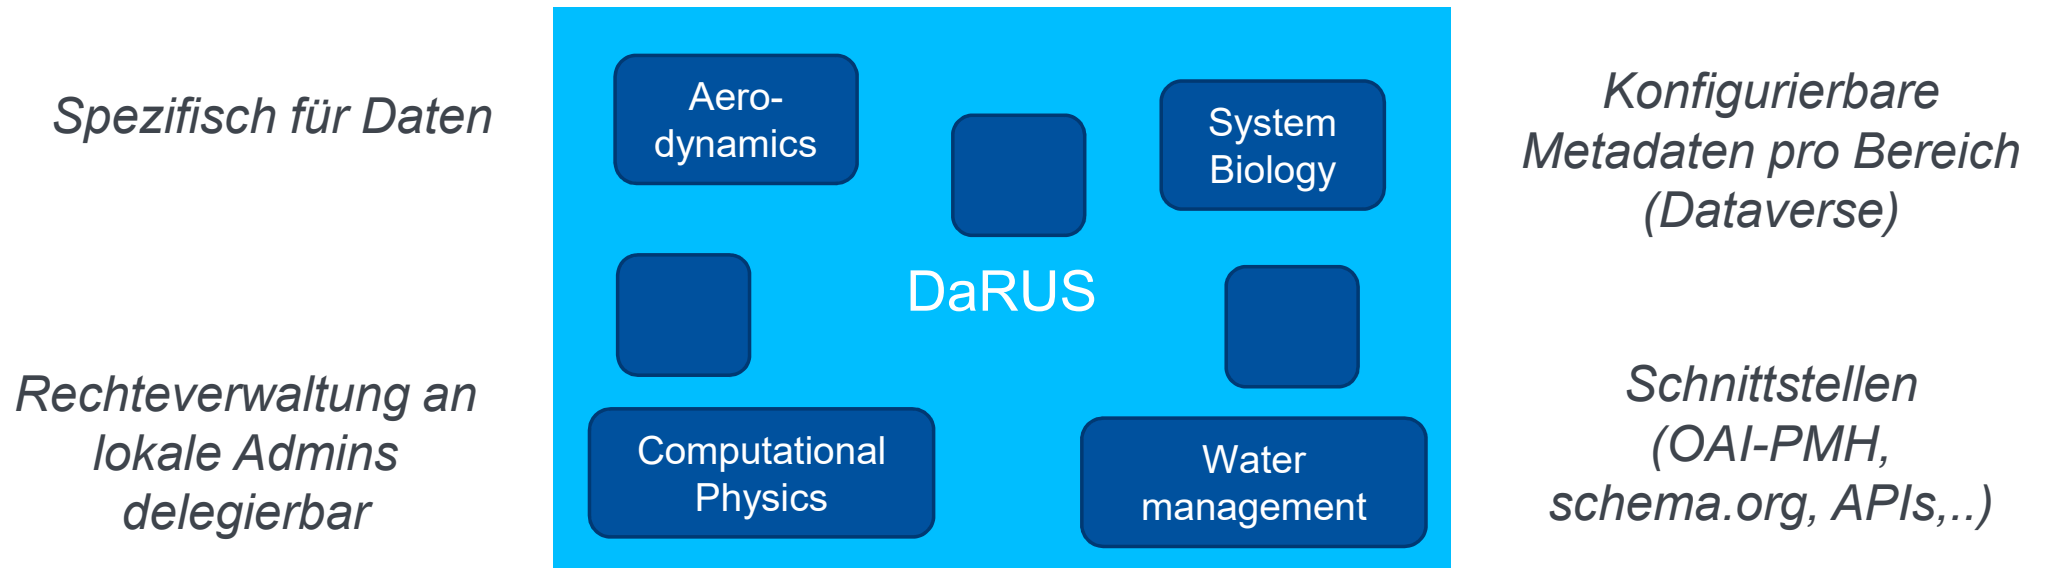 Spezifisch für Daten
Rechteverwaltung an
lokale Admins
delegierbar
Aero-
dynamics
System
Biology
DaRUS
Computational
Physics
Water
management
Konfigurierbare
Metadaten pro Bereich
(Dataverse)
Schnittstellen
(OAI-PMH,
schema.org, APIs,..)